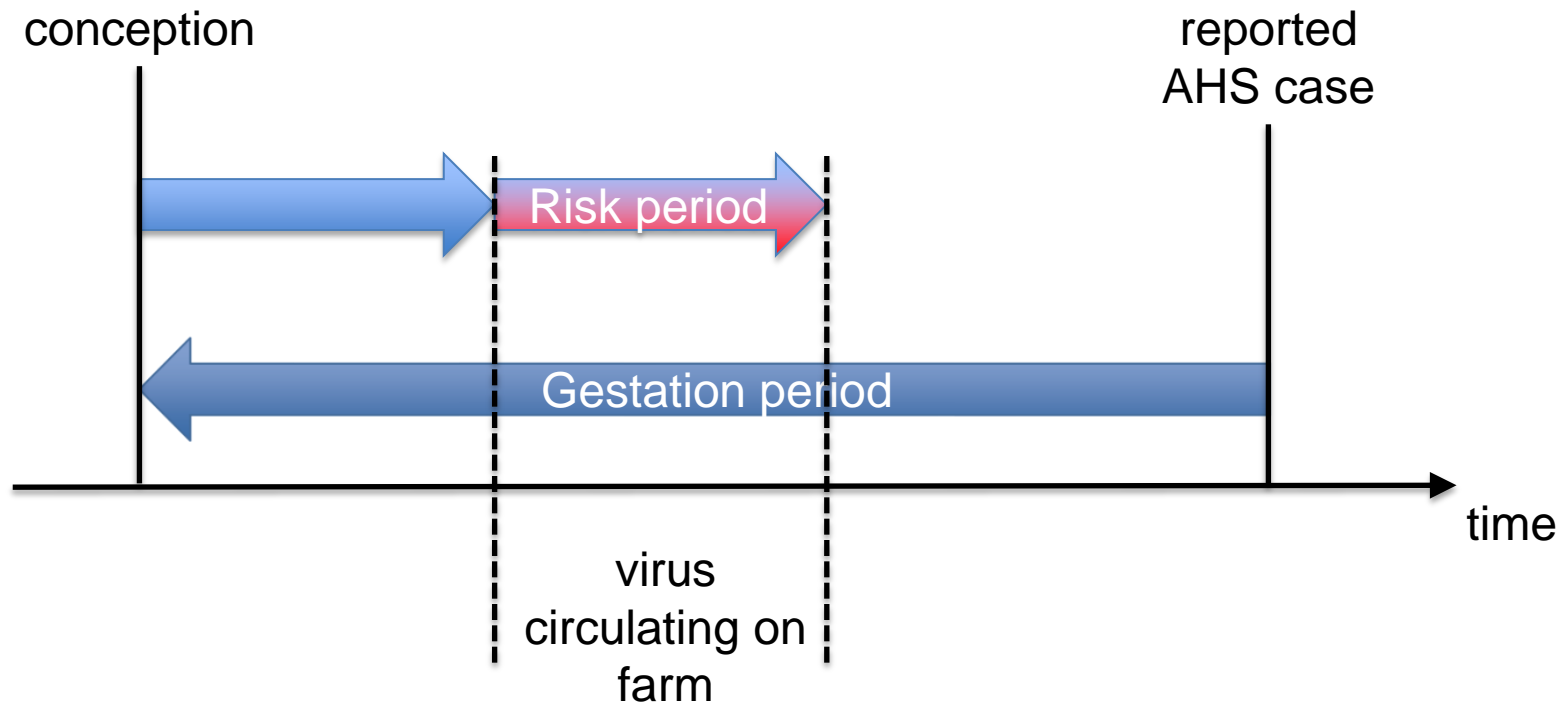 conception
reported
AHS case
Risk period
Gestation period
time
virus
circulating on
farm